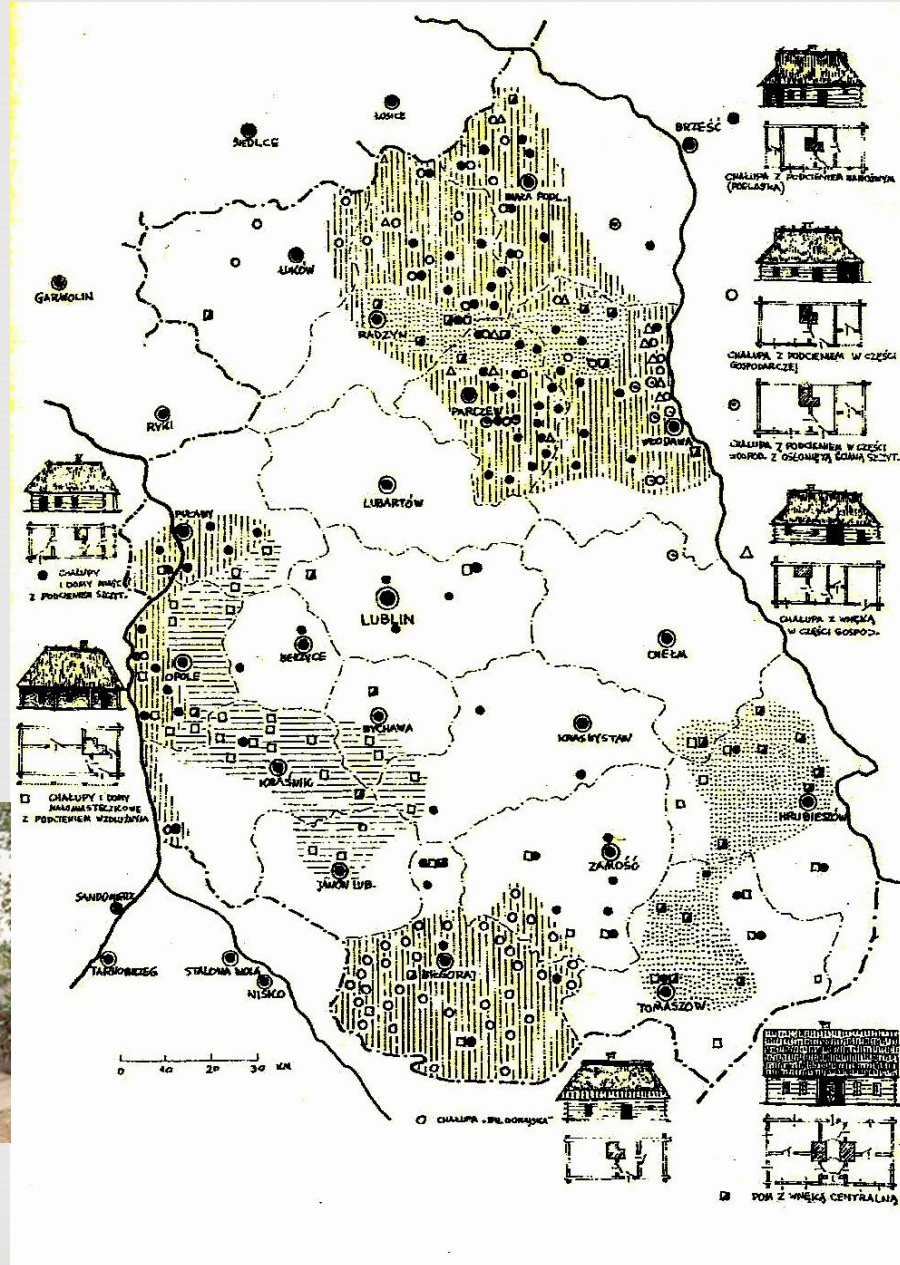 ŁOSICE
SIEDLCE
BRZEŚĆ
CHAŁUPA Z PODCIENIEM NAROŻNYM
(PODLASKA)
BIAŁA PODL.
ŁUKÓW
GARWOLIN
RADZYŃ
CHAŁUPA Z PODCIENIEM W CZĘŚCI
GOSPODARCZEJ
PARCZEW
RYKI
WŁODAWA
CHAŁUPA Z PODCIENIEM W CZĘŚCI
GOSPOD. Z OSŁONIĘTĄ ŚCIANĄ SZCZYT.
LUBARTÓW
PUŁAWY
CHAŁUPY
I DOMY MIAST.
Z PODCIENIEM SZCZYT.
LUBLIN
CHAŁUPA Z WNĘKĄ
W CZĘŚCI GOSPOD.
BEŁŻYCE
CHEŁM
OPOLE
BYCHAWA
KRASNYSTAW
KRAŚNIK
CHAŁUPY I DOMY
MAŁOMIASTECZKOWE
Z PODCIENIEM WZDŁUŻNYM
HRUBIESZÓW
ZAMOŚĆ
JANÓW LUB.
SANDOMIERZ
TARNOBRZEG
STALOWA WOLA
NISKO
BIŁGORAJ
TOMASZÓW
0 10 20 30 KM
CHAŁUPA „BIŁGORAJSKA"
DOM Z WNĘKĄ CENTRALNĄ